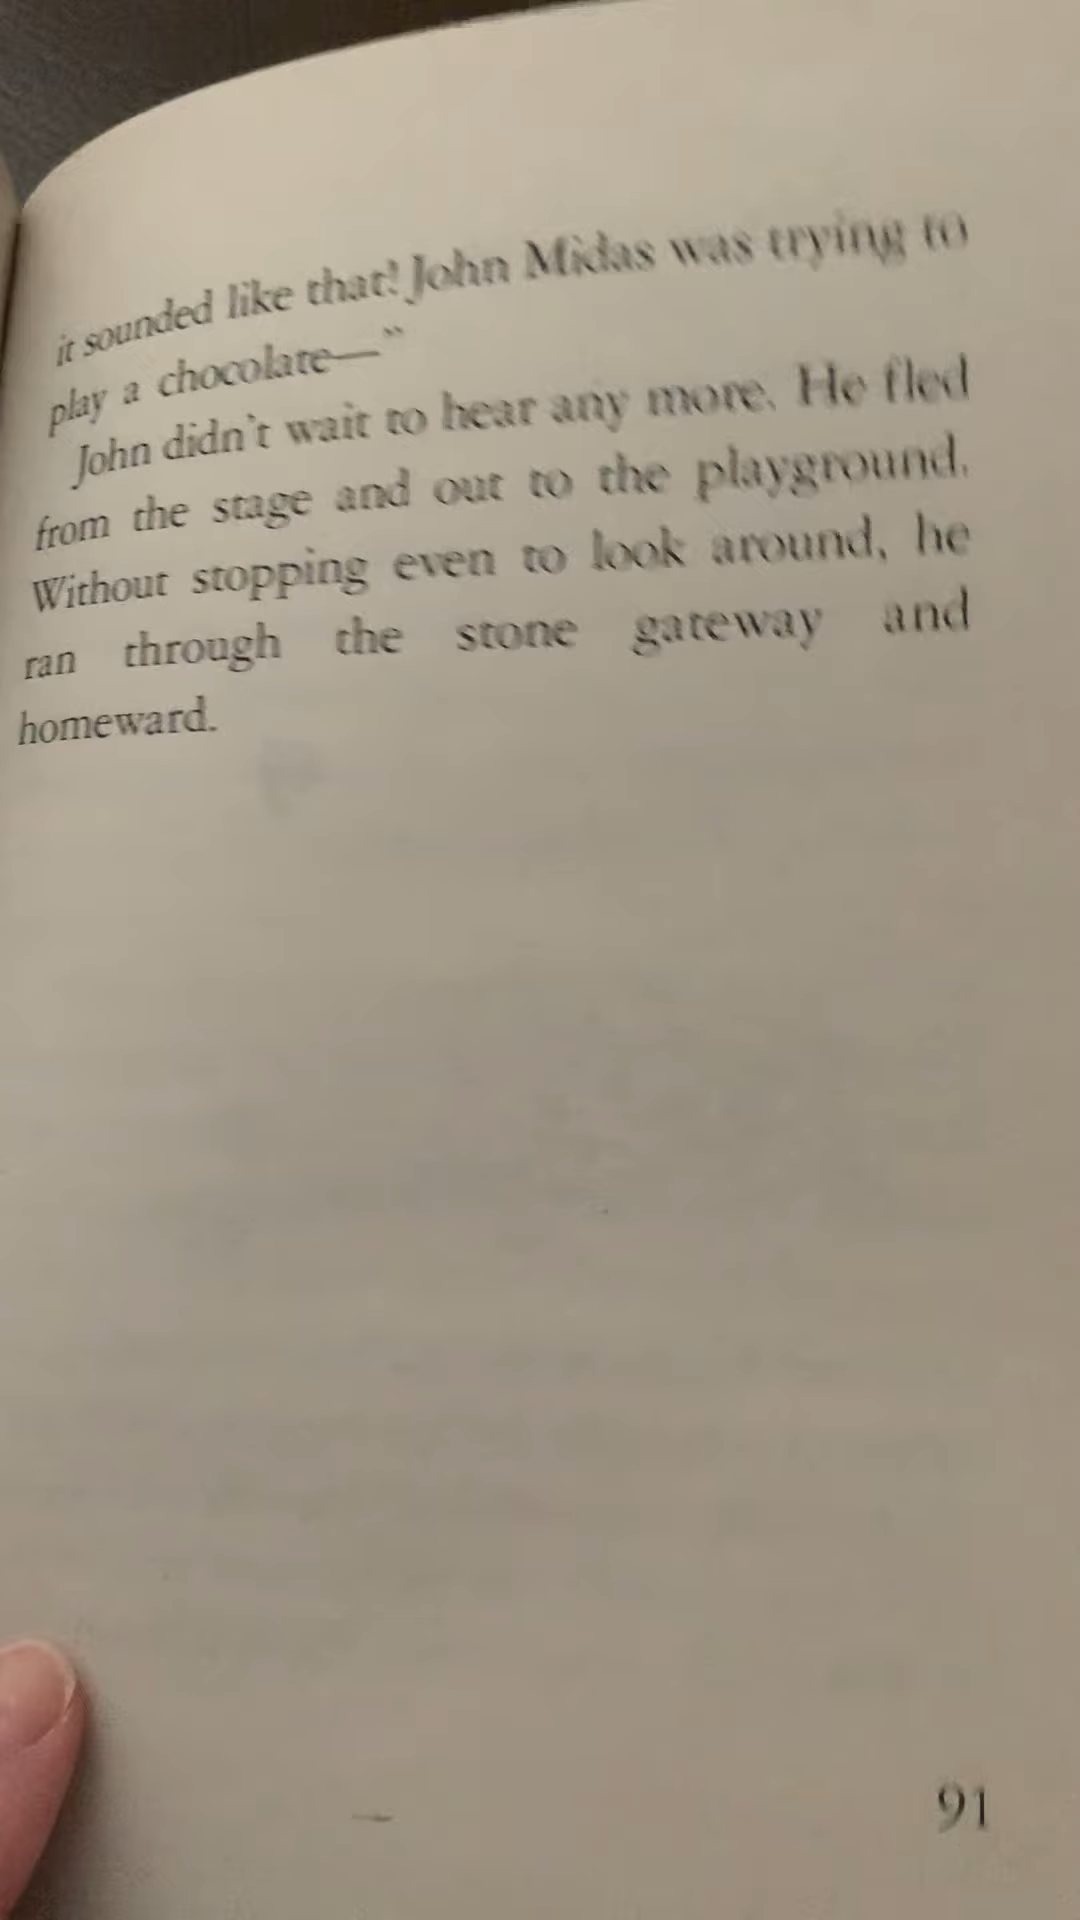 it sounded like that! John Midas was trying to
play a chocolate—”
John didn’t wait to hear any more. He fled
from the stage and out to the playground.
Without stopping even to look around, he
ran through the stone gateway and
homeward.
91